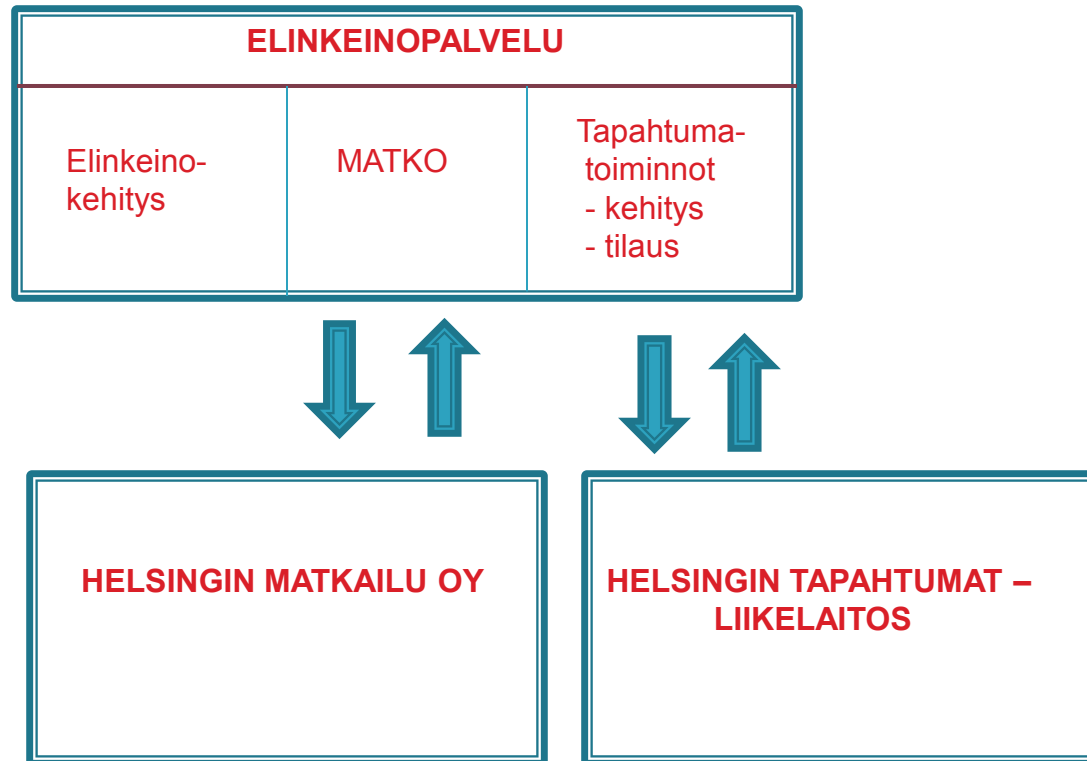 ELINKEINOPALVELU
Elinkeino-
kehitys
MATKO
Tapahtuma-
toiminnot
- kehitys
- tilaus
HELSINGIN MATKAILU OY
HELSINGIN TAPAHTUMAT –
LIIKELAITOS